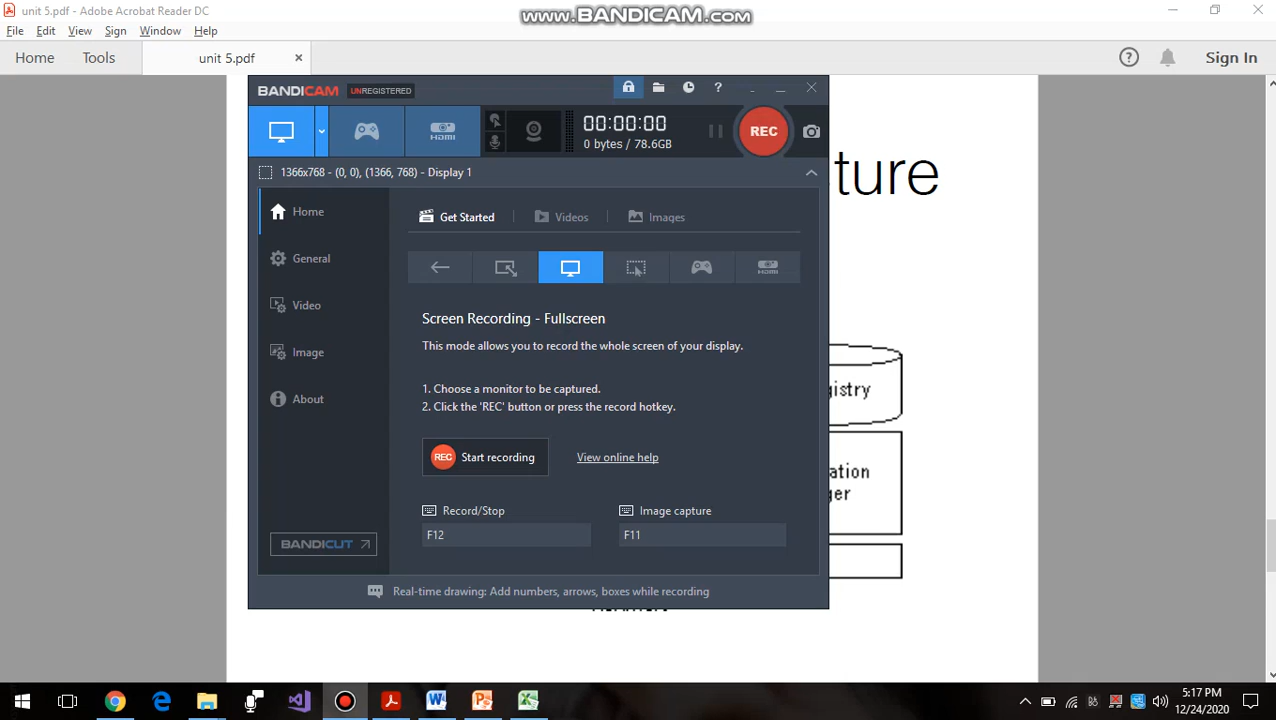 unit 5.pdf - Adobe Acrobat Reader DC
www.BANDICAM.com
File Edit View Sign Window Help
Home Tools unit 5.pdf Sign In
BANDICAM UNREGISTERED
00:00:00
0 bytes / 78.6GB
REC
HDMI
1366x768 - (0, 0), (1366, 768) - Display 1
ture
Home
General
Video
Image
About
BANDICUT
Get Started Videos Images
HDMI
Screen Recording - Fullscreen
This mode allows you to record the whole screen of your display.
1. Choose a monitor to be captured.
2. Click the 'REC' button or press the record hotkey.
REC Start recording View online help
Record/Stop Image capture
F12 F11
Real-time drawing: Add numbers, arrows, boxes while recording
gistry
ation
ger
5:17 PM
12/24/2020